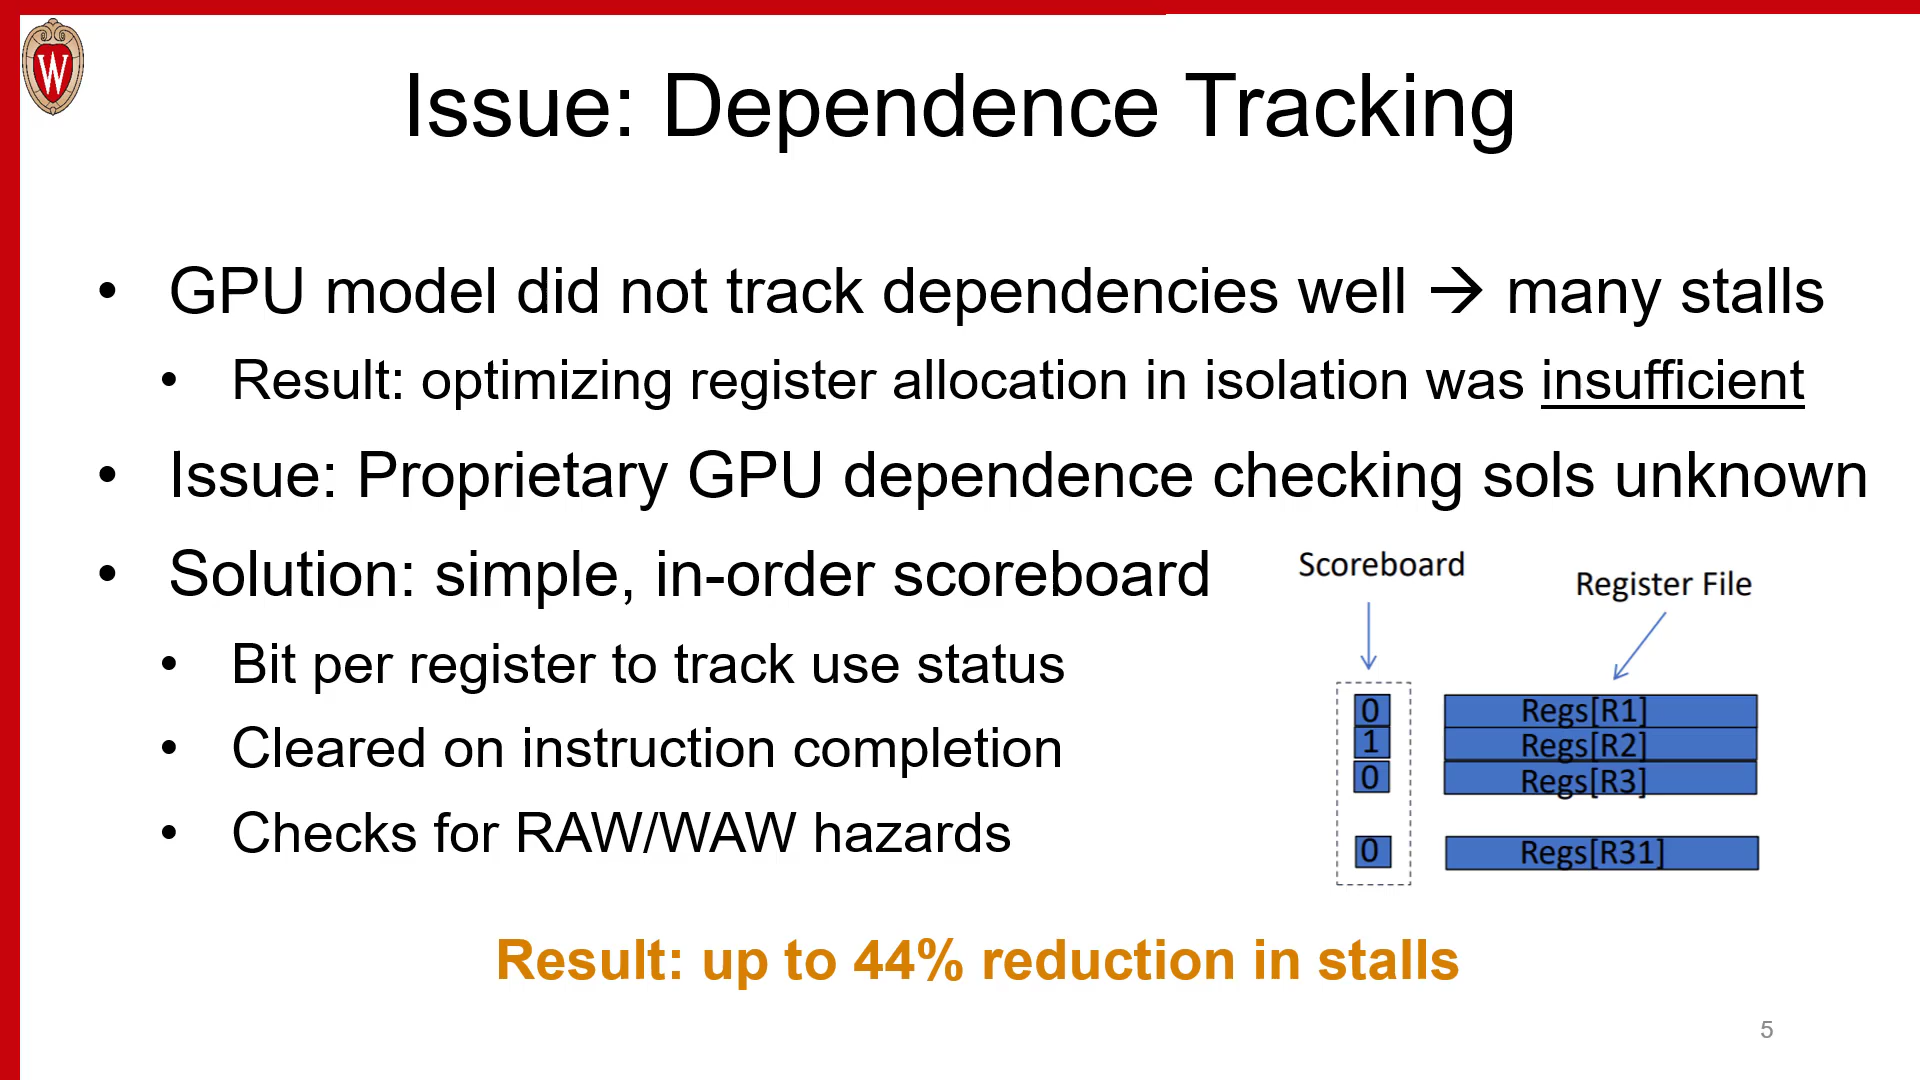 W
Issue: Dependence Tracking
• GPU model did not track dependencies well → many stalls
• Result: optimizing register allocation in isolation was insufficient
• Issue: Proprietary GPU dependence checking sols unknown
• Solution: simple, in-order scoreboard
• Bit per register to track use status
• Cleared on instruction completion
• Checks for RAW/WAW hazards
Scoreboard
Register File
0 Regs[R1]
1 Regs[R2]
0 Regs[R3]
0 Regs[R31]
Result: up to 44% reduction in stalls
5